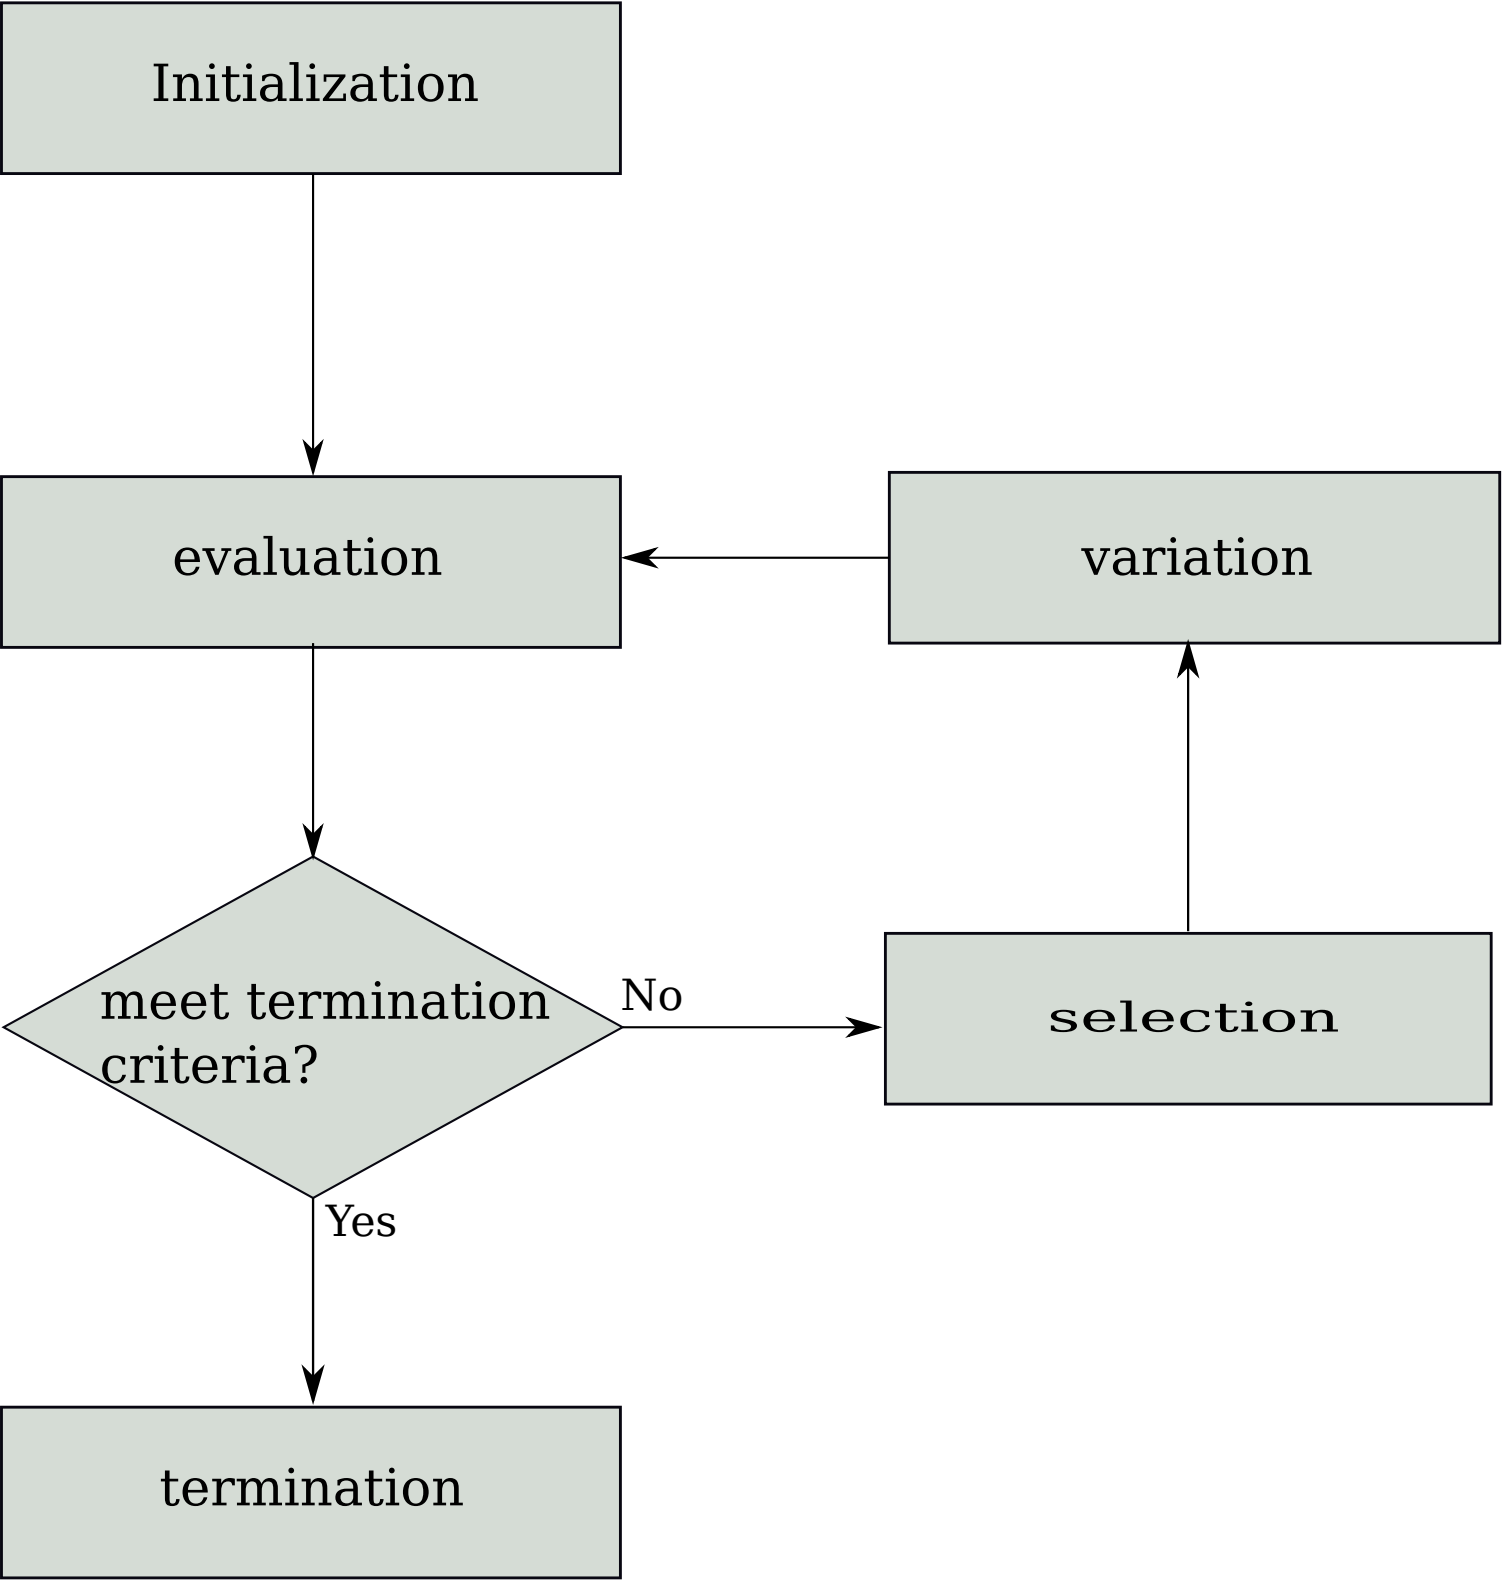 Initialization
evaluation
variation
meet termination
criteria?
No
selection
Yes
termination